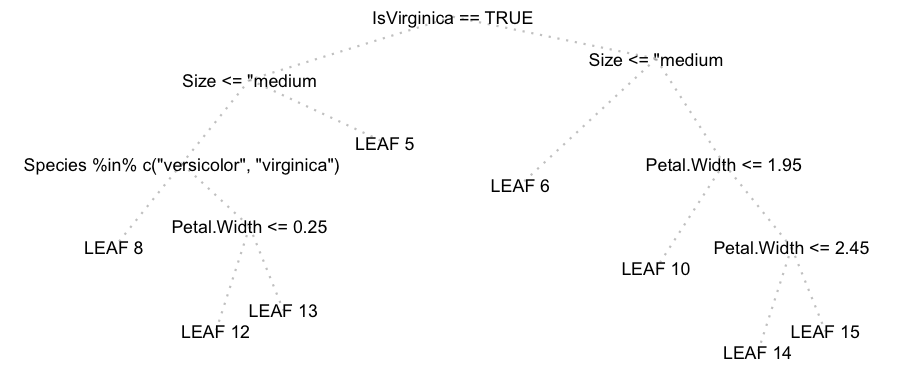 IsVirginica == TRUE
Size <= "medium
Size <= "medium
LEAF 5
Species %in% c("versicolor", "virginica")
LEAF 6
Petal.Width <= 1.95
LEAF 8
Petal.Width <= 0.25
LEAF 10
Petal.Width <= 2.45
LEAF 12
LEAF 13
LEAF 14
LEAF 15